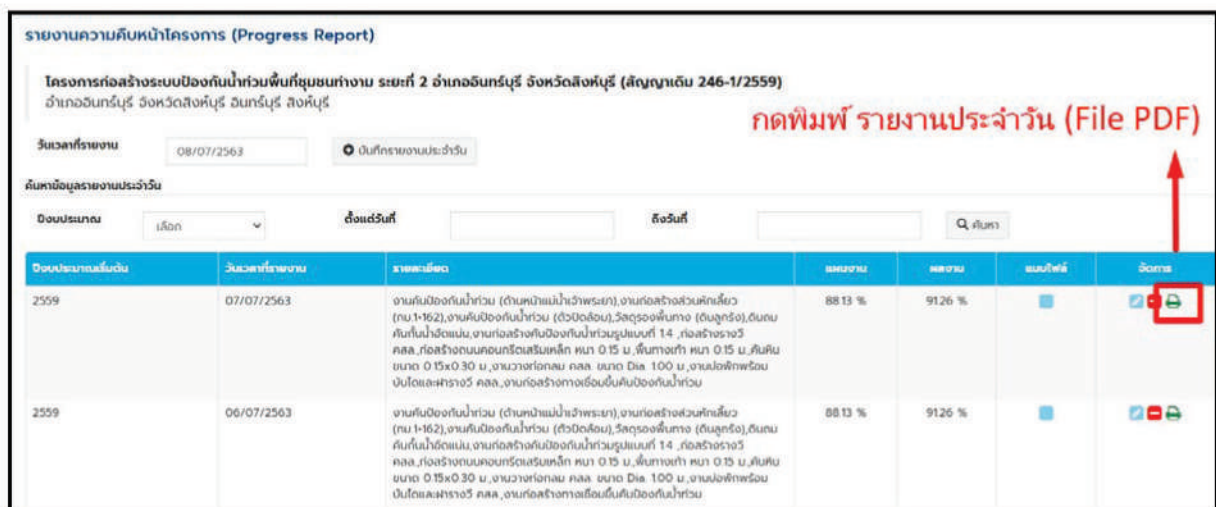 รายงานความคืบหน้าโครงการ (Progress Report)
โครงการก่อสร้างระบบป้องกันน้ำท่วมพื้นที่ชุมชนท่างาม ระยะที่ 2 อำเภออินทร์บุรี จังหวัดสิงห์บุรี (สัญญาเดิม 246-1/2559)
อำเภออินทร์บุรี จังหวัดสิงห์บุรี อินทร์บุรี สิงห์บุรี
กดพิมพ์ รายงานประจำวัน (File PDF)
วันเวลาที่รายงาน 08/07/2563 บันทึกรายงานประจำวัน
ค้นหาข้อมูลรายงานประจำวัน
ปีงบประมาณ เลือก ตั้งแต่วันที่ ถึงวันที่ ค้นหา
ปีงบประมาณเริ่มต้น วันเวลาที่รายงาน รายละเอียด แผนงาน ผลงาน แนบไฟล์ จัดการ
2559 07/07/2563 งานคันป้องกันน้ำท่วม (ด้านหน้าแม่น้ำเจ้าพระยา),งานก่อสร้างส่วนหักเลี้ยว 88.13 % 91.26 %
(กม.1+162),งานคันป้องกันน้ำท่วม (ตัวปิดล้อม),วัสดุรองพื้นทาง (ดินลูกรัง),ดินถม
คันกั้นน้ำอัดแน่น,งานก่อสร้างคันป้องกันน้ำท่วมรูปแบบที่ 1.4 ,ก่อสร้างรางวี
คสล.,ก่อสร้างถนนคอนกรีตเสริมเหล็ก หนา 0.15 ม.,พื้นทางเท้า หนา 0.15 ม.,คันหิน
ขนาด 0.15x0.30 ม.,งานวางท่อกลม คสล. ขนาด Dia. 1.00 ม.,งานบ่อพักพร้อม
บันไดและฝารางวี คสล.,งานก่อสร้างทางเชื่อมขึ้นคันป้องกันน้ำท่วม
2559 06/07/2563 งานคันป้องกันน้ำท่วม (ด้านหน้าแม่น้ำเจ้าพระยา),งานก่อสร้างส่วนหักเลี้ยว 88.13 % 91.26 %
(กม.1+162),งานคันป้องกันน้ำท่วม (ตัวปิดล้อม),วัสดุรองพื้นทาง (ดินลูกรัง),ดินถม
คันกั้นน้ำอัดแน่น,งานก่อสร้างคันป้องกันน้ำท่วมรูปแบบที่ 1.4 ,ก่อสร้างรางวี
คสล.,ก่อสร้างถนนคอนกรีตเสริมเหล็ก หนา 0.15 ม.,พื้นทางเท้า หนา 0.15 ม.,คันหิน
ขนาด 0.15x0.30 ม.,งานวางท่อกลม คสล. ขนาด Dia. 1.00 ม.,งานบ่อพักพร้อม
บันไดและฝารางวี คสล.,งานก่อสร้างทางเชื่อมขึ้นคันป้องกันน้ำท่วม